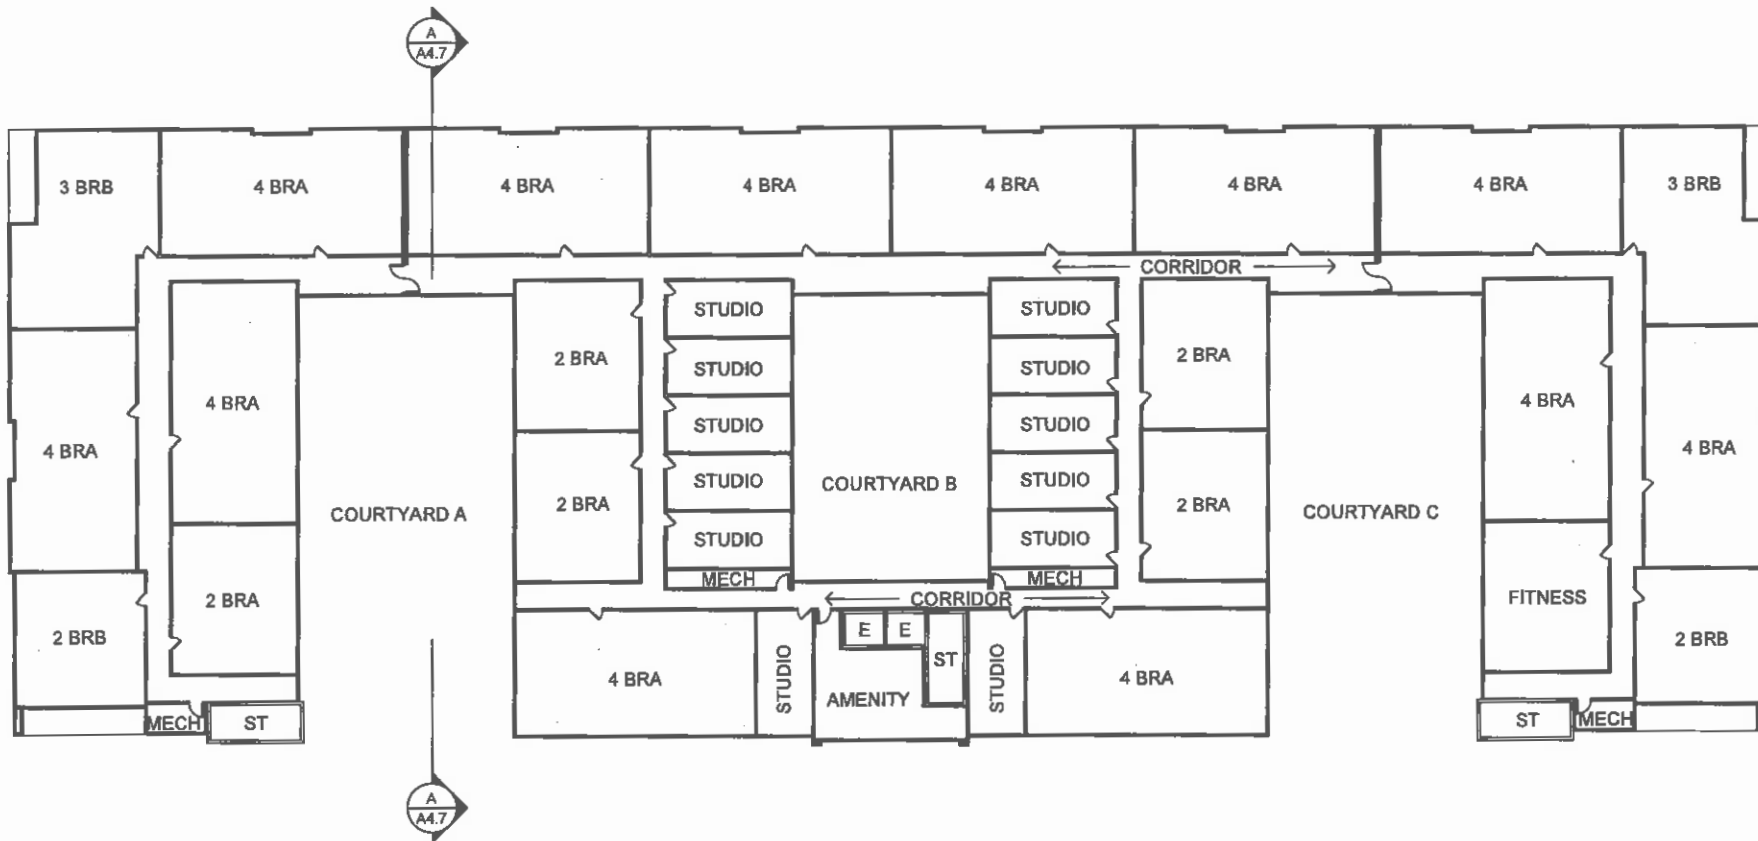 A
A4.7
3 BRB
4 BRA
4 BRA
4 BRA
4 BRA
4 BRA
4 BRA
3 BRB
CORRIDOR
STUDIO
STUDIO
2 BRA
2 BRA
STUDIO
STUDIO
4 BRA
4 BRA
STUDIO
STUDIO
4 BRA
4 BRA
STUDIO
COURTYARD B
STUDIO
2 BRA
2 BRA
COURTYARD A
COURTYARD C
STUDIO
STUDIO
MECH
MECH
2 BRA
CORRIDOR
FITNESS
2 BRB
E
E
2 BRB
ST
4 BRA
STUDIO
STUDIO
4 BRA
AMENITY
MECH
ST
ST
MECH
A
A4.7